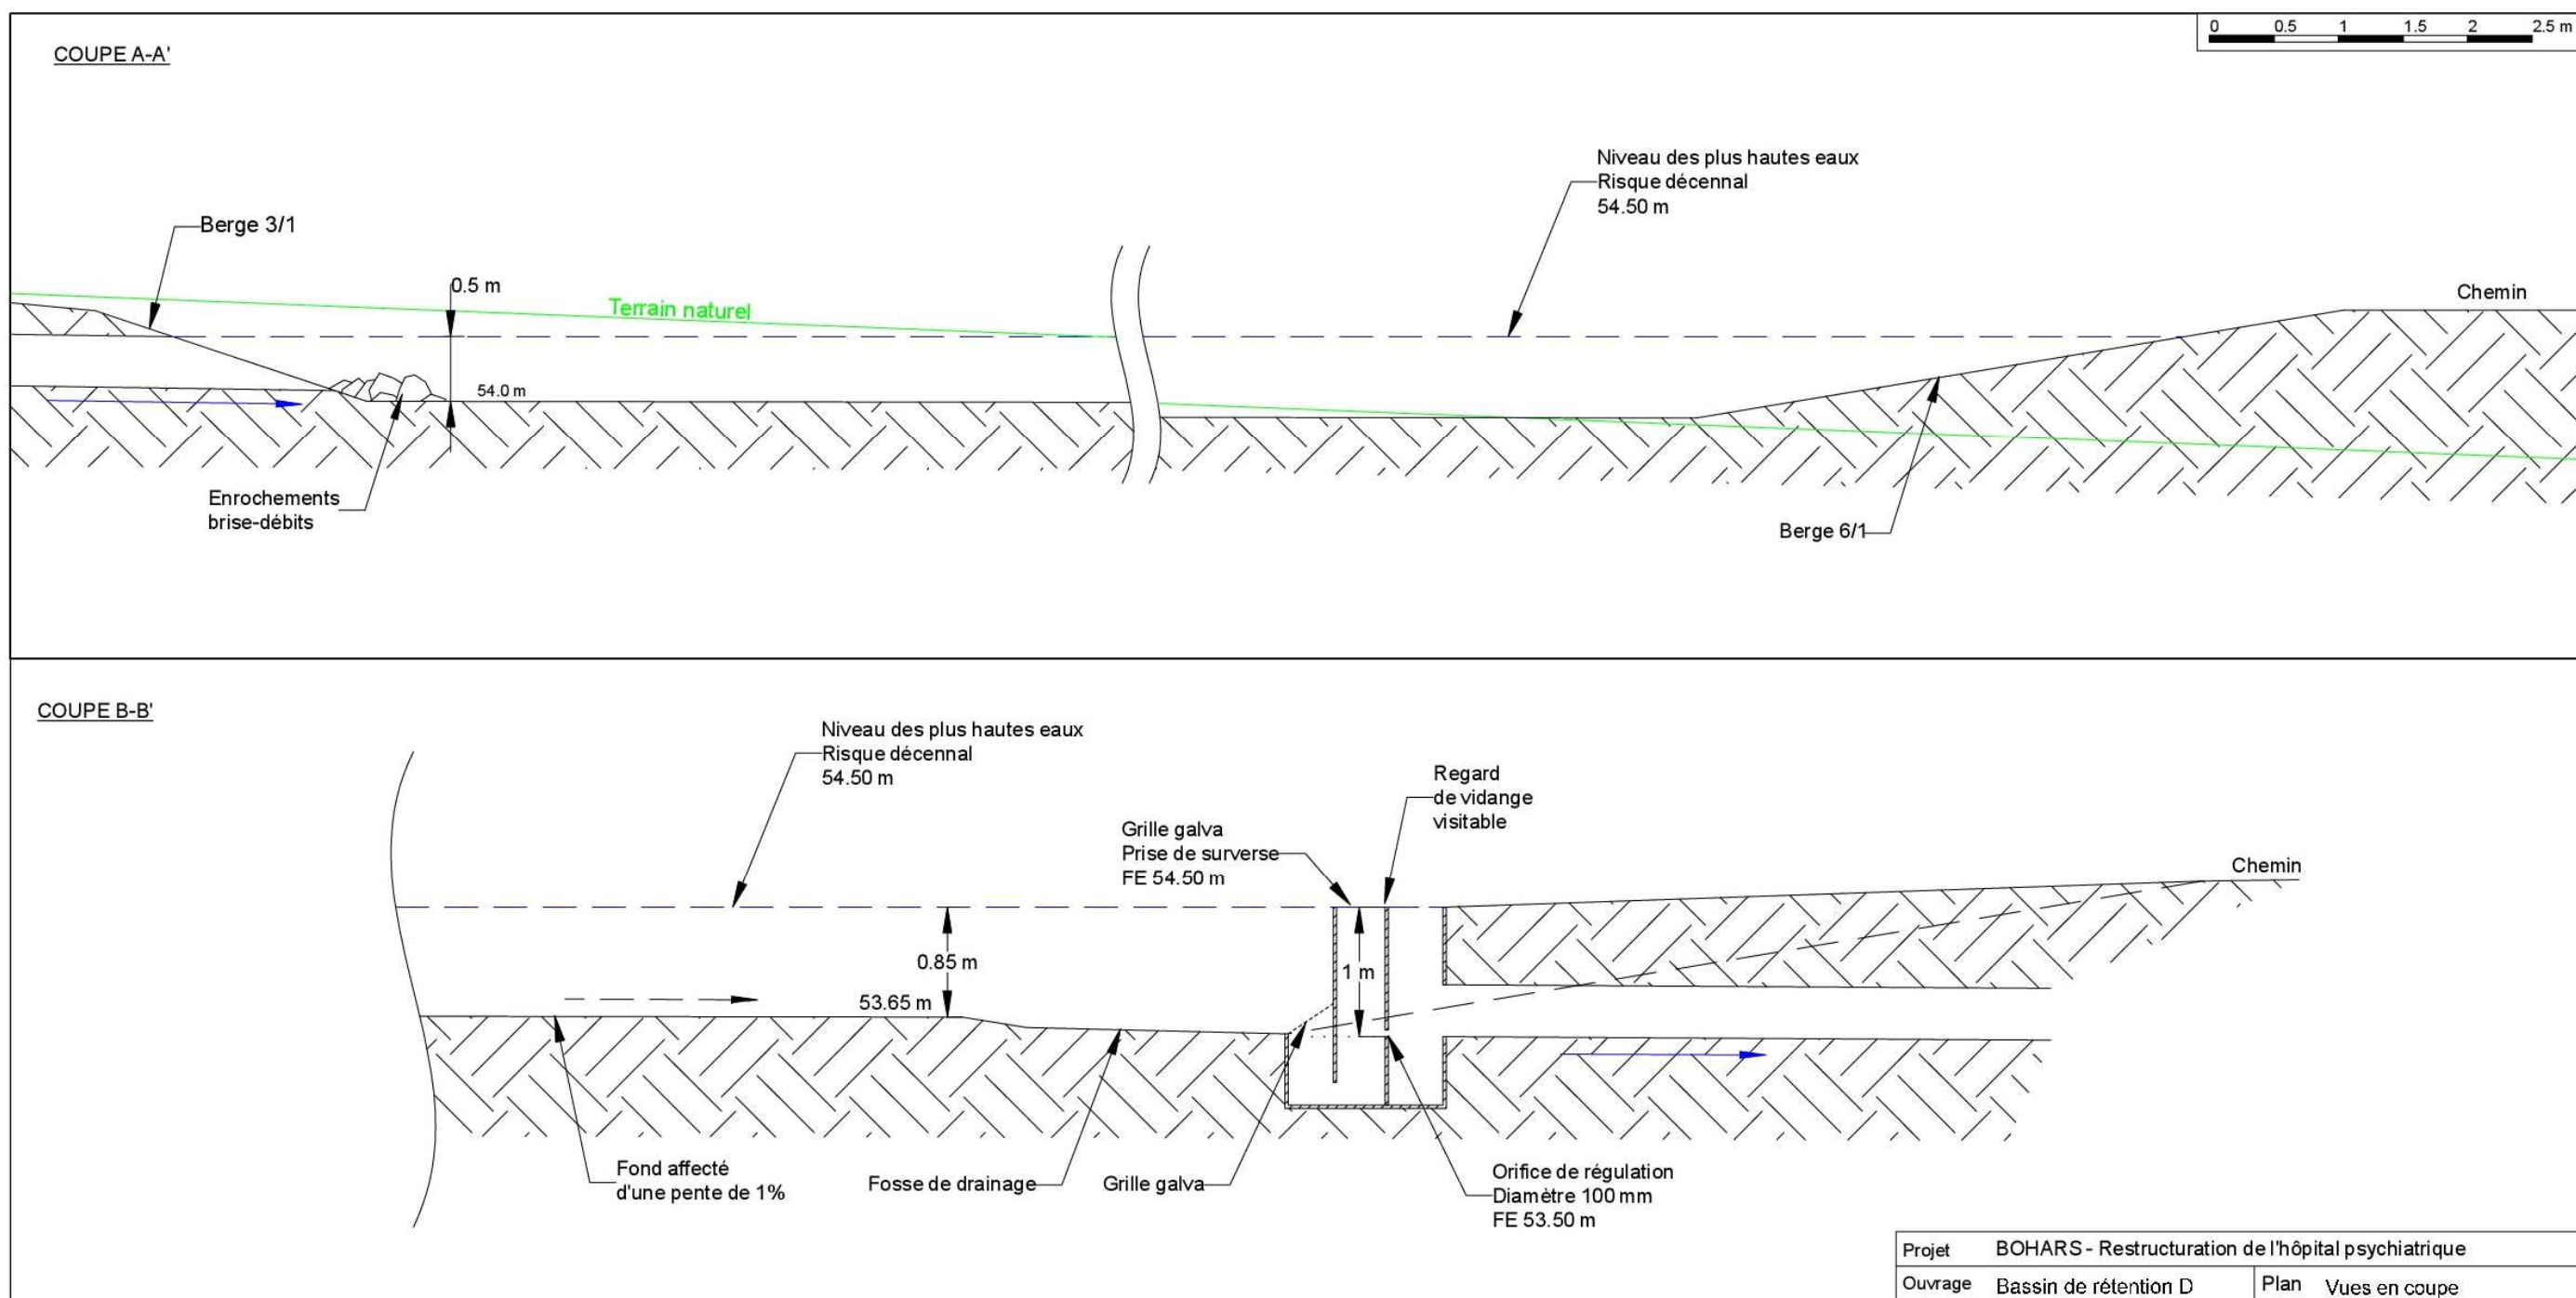 COUPE A-A'
0 0.5 1 1.5 2 2.5 m
Niveau des plus hautes eaux
Risque décennal
54.50 m
Berge 3/1
0.5 m
Terrain naturel
Chemin
54.0 m
Enrochements
brise-débits
Berge 6/1
COUPE B-B'
Niveau des plus hautes eaux
Risque décennal
54.50 m
Regard
de vidange
visitable
Grille galva
Prise de surverse
FE 54.50 m
Chemin
0.85 m
1 m
53.65 m
Fond affecté
d'une pente de 1%
Fosse de drainage
Grille galva
Orifice de régulation
Diamètre 100 mm
FE 53.50 m
Projet BOHARS - Restructuration de l'hôpital psychiatrique
Ouvrage Bassin de rétention D Plan Vues en coupe